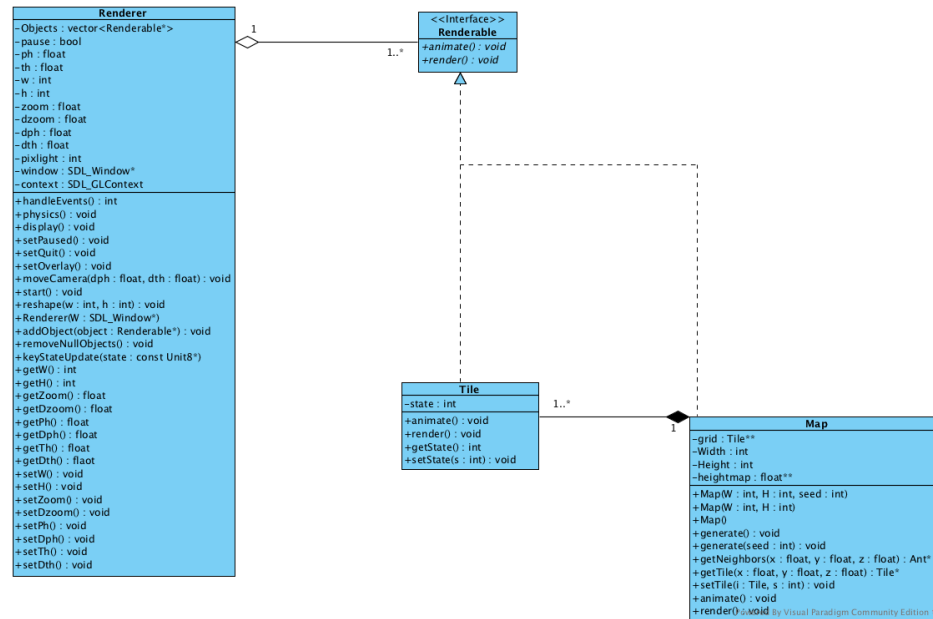 Renderer
-Objects : vector<Renderable*>
-pause : bool
-ph : float
-th : float
-w : int
-h : int
-zoom : float
-dzoom : float
-dph : float
-dth : float
-pixlight : int
-window : SDL_Window*
-context : SDL_GLContext
+handleEvents() : int
+physics() : void
+display() : void
+setPaused() : void
+setQuit() : void
+setOverlay() : void
+moveCamera(dph : float, dth : float) : void
+start() : void
+reshape(w : int, h : int) : void
+Renderer(W : SDL_Window*)
+addObject(object : Renderable*) : void
+removeNullObjects() : void
+keyStateUpdate(state : const Unit8*)
+getW() : int
+getH() : int
+getZoom() : float
+getDzoom() : float
+getPh() : float
+getDph() : float
+getTh() : float
+getDth() : flaot
+setW() : void
+setH() : void
+setZoom() : void
+setDzoom() : void
+setPh() : void
+setDph() : void
+setTh() : void
+setDth() : void
1
1..*
<<Interface>>
Renderable
+animate() : void
+render() : void
Tile
-state : int
+animate() : void
+render() : void
+getState() : int
+setState(s : int) : void
1..*
1
Map
-grid : Tile**
-Width : int
-Height : int
-heightmap : float**
+Map(W : int, H : int, seed : int)
+Map(W : int, H : int)
+Map()
+generate() : void
+generate(seed : int) : void
+getNeighbors(x : float, y : float, z : float) : Ant*
+getTile(x : float, y : float, z : float) : Tile*
+setTile(i : Tile, s : int) : void
+animate() : void
+render() : void
By Visual Paradigm Community Edition